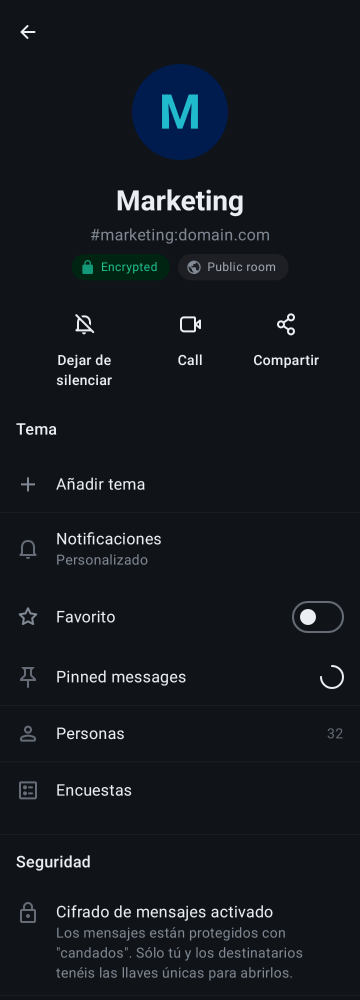 M
Marketing
#marketing:domain.com
Encrypted
Public room
Dejar de
silenciar
Call
Compartir
Tema
Añadir tema
Notificaciones
Personalizado
Favorito
Pinned messages
Personas
32
Encuestas
Seguridad
Cifrado de mensajes activado
Los mensajes están protegidos con
"candados". Sólo tú y los destinatarios
tenéis las llaves únicas para abrirlos.